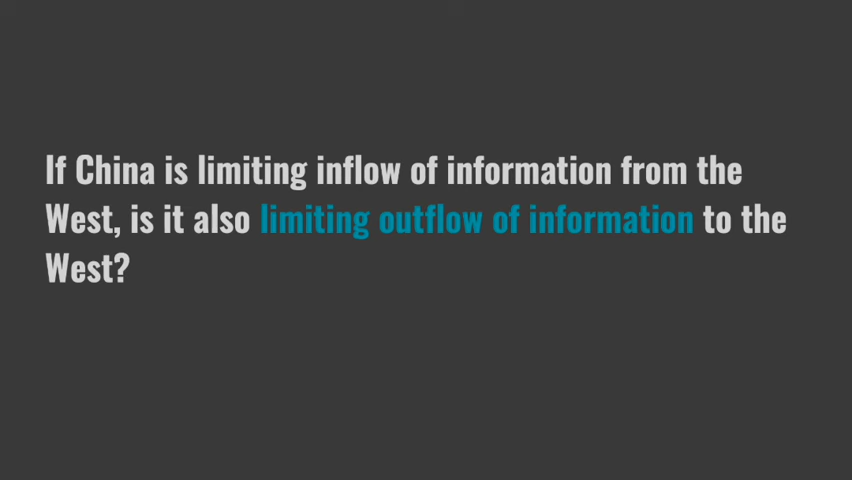 If China is limiting inflow of information from the
West, is it also limiting outflow of information to the
West?